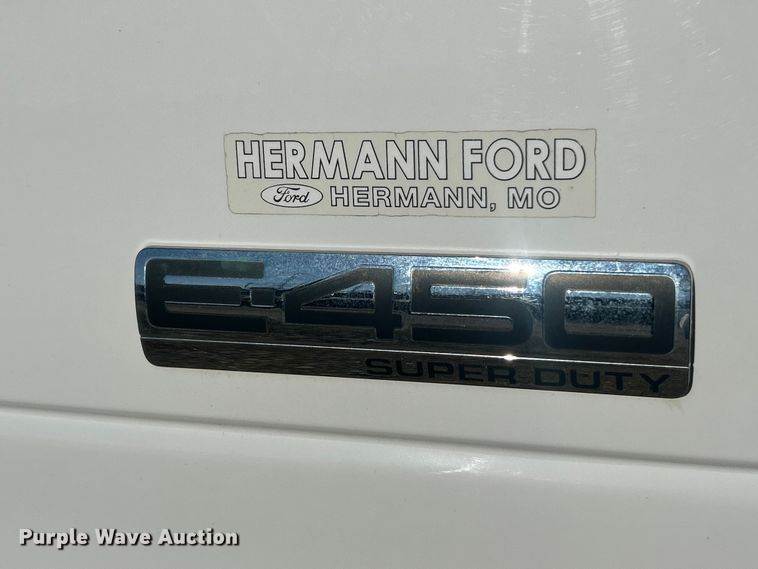 HERMANN FORD
Ford HERMANN, MO
E-450
SUPER DUTY
Purple Wave Auction